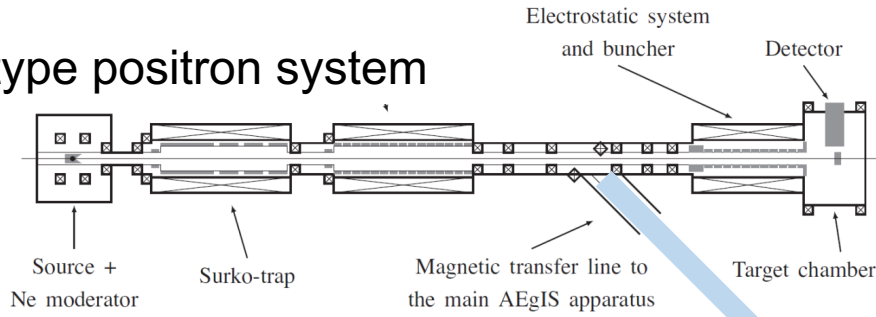 Electrostatic system
and buncher
Detector
type positron system
Source +
Ne moderator
Surko-trap
Magnetic transfer line to
the main AEgIS apparatus
Target chamber